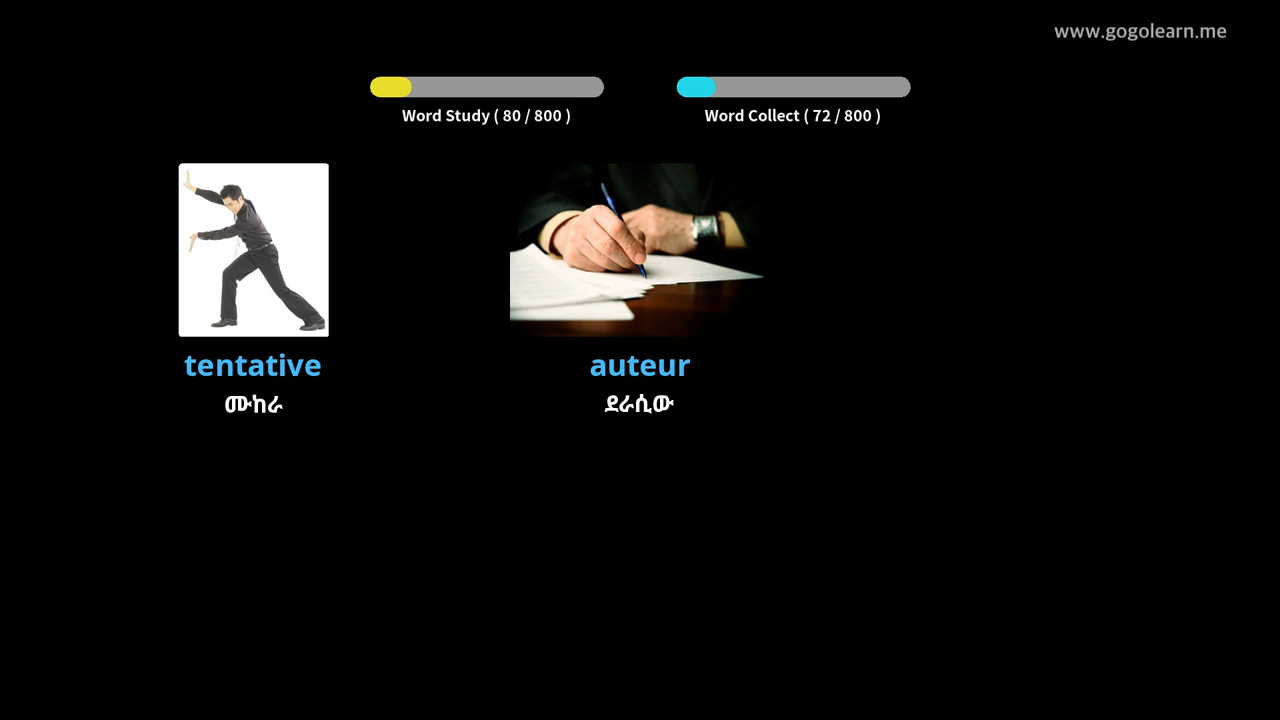 www.gogolearn.me
Word Study ( 80 / 800 )
Word Collect ( 72 / 800 )
tentative
ሙከራ
auteur
ደራሲው